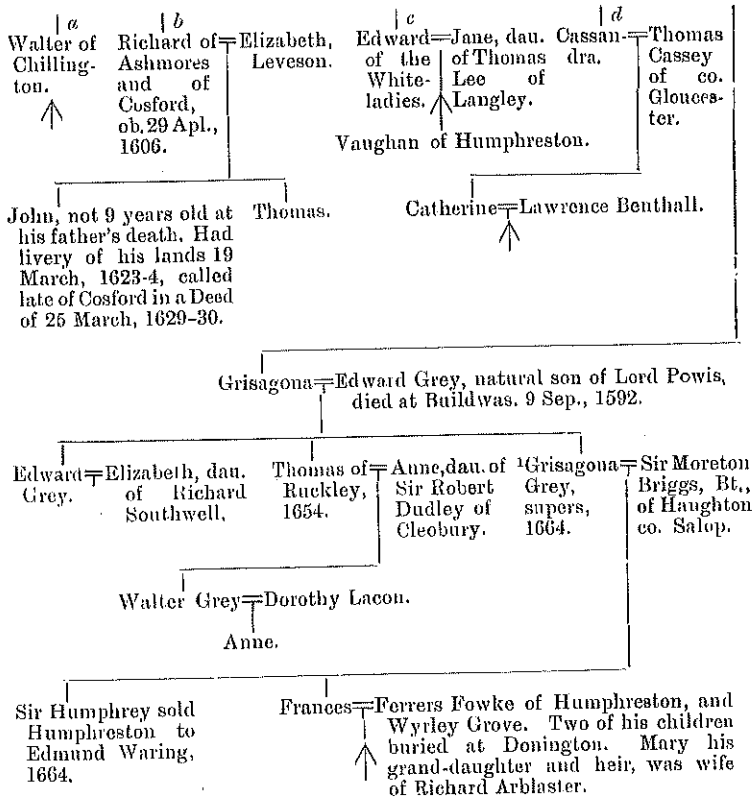 a
Walter of
Chilling-
ton.
b
Richard of
Ashmores
and of
Cosford,
ob. 29 Apl.,
1606.
Elizabeth,
Leveson.
c
Edward
of the
White-
ladies.
Jane, dau.
of Thomas
Lee of
Langley.
d
Cassan-
dra.
Thomas
Cassey
of co.
Glouces-
ter.
Vaughan of Humphreston.
John, not 9 years old at
his father's death. Had
livery of his lands 19
March, 1623-4, called
late of Cosford in a Deed
of 25 March, 1629-30.
Thomas.
Catherine
Lawrence Benthall.
Grisagona
Edward Grey, natural son of Lord Powis,
died at Buildwas. 9 Sep., 1592.
Edward
Grey.
Elizabeth, dau.
of Richard
Southwell.
Thomas of
Ruckley,
1654.
Anne, dau. of
Sir Robert
Dudley of
Cleobury.
¹Grisagona
Grey,
supers,
1664.
Sir Moreton
Briggs, Bt.,
of Haughton
co. Salop.
Walter Grey
Dorothy Lacon.
Anne.
Sir Humphrey sold
Humphreston to
Edmund Waring,
1664.
Frances
Ferrers Fowke of Humphreston, and
Wyrley Grove. Two of his children
buried at Donington. Mary his
grand-daughter and heir, was wife
of Richard Arblaster.